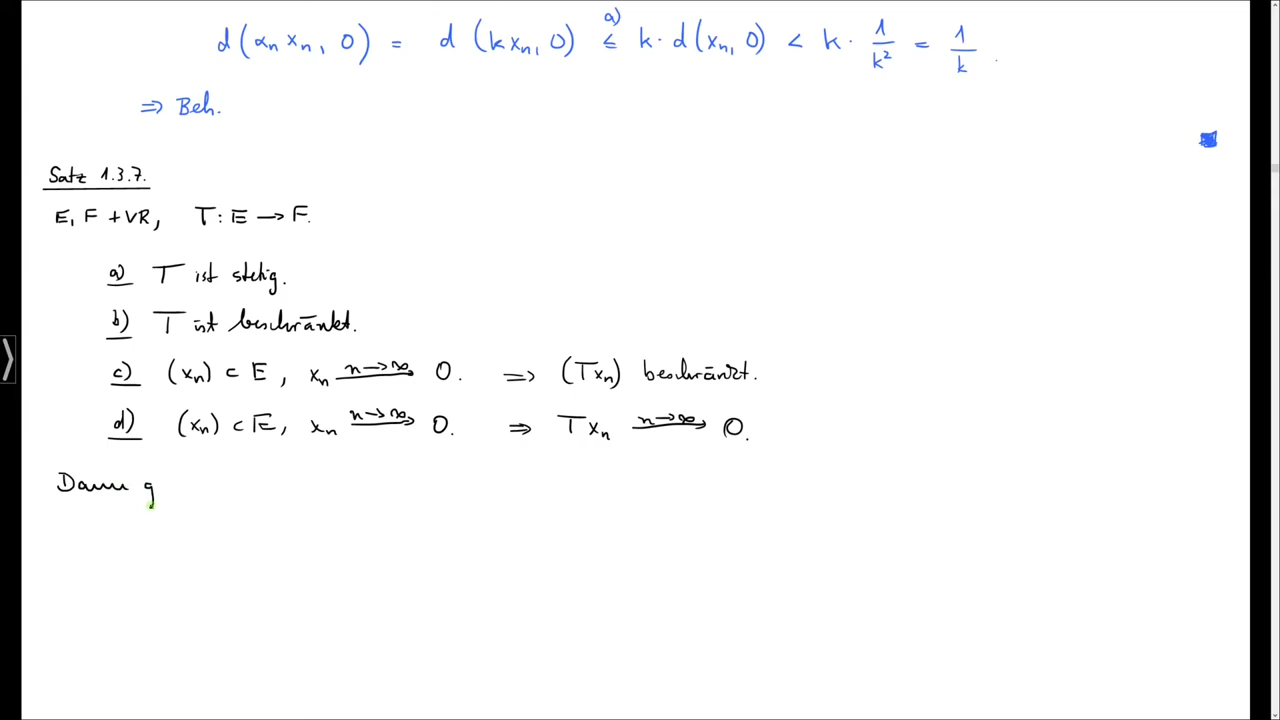 d(αₙxₙ, 0) = d(kxₙ, 0) ≤ᵃ⁾ k · d(xₙ, 0) < k · 1/k² = 1/k .
⇒ Beh.
Satz 1.3.7.
E, F tVR, T: E → F.
a) T ist stetig.
b) T ist beschränkt.
c) (xₙ) ⊂ E, xₙ —n→∞→ 0. ⇒ (Txₙ) beschränkt.
d) (xₙ) ⊂ E, xₙ —n→∞→ 0. ⇒ Txₙ —n→∞→ 0.
Dann g